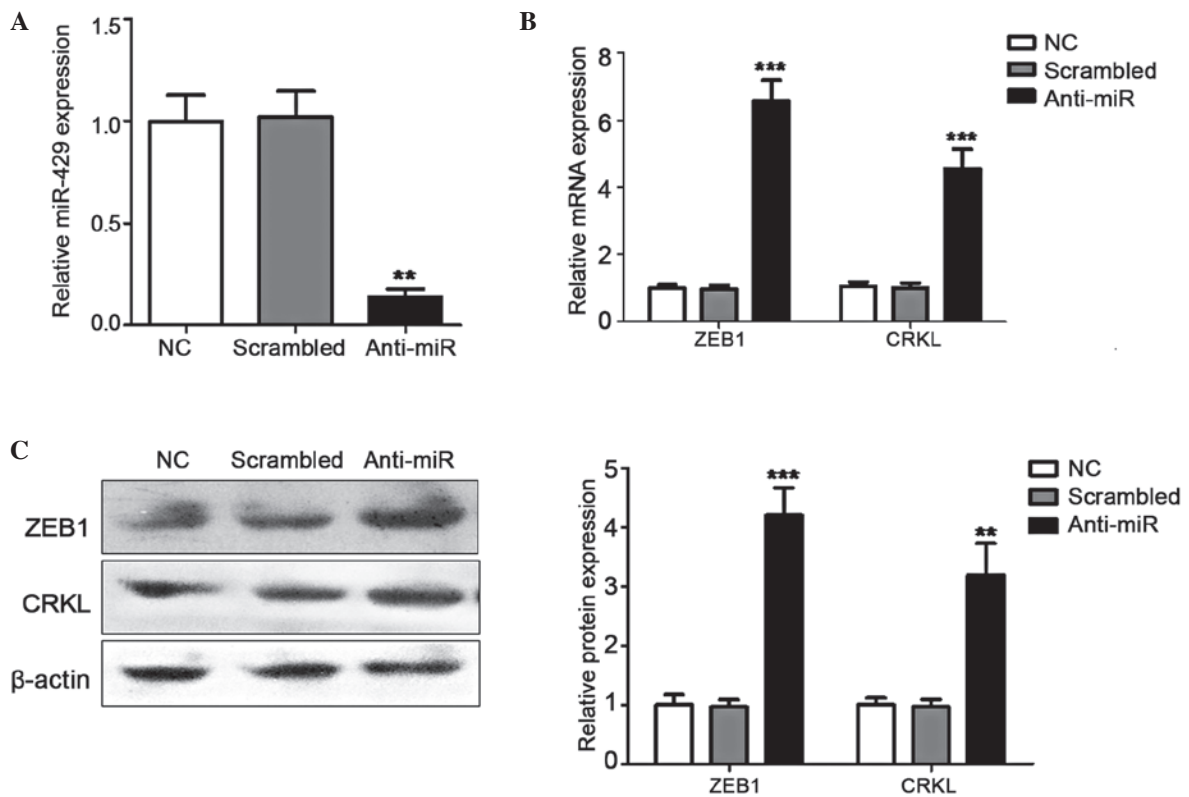 A
Relative miR-429 expression
1.5
1.0
0.5
0.0
**
NC
Scrambled
Anti-miR
B
Relative mRNA expression
8
6
4
2
0
***
***
ZEB1
CRKL
NC
Scrambled
Anti-miR
C
NC Scrambled Anti-miR
ZEB1
CRKL
β-actin
Relative protein expression
5
4
3
2
1
0
***
**
ZEB1
CRKL
NC
Scrambled
Anti-miR